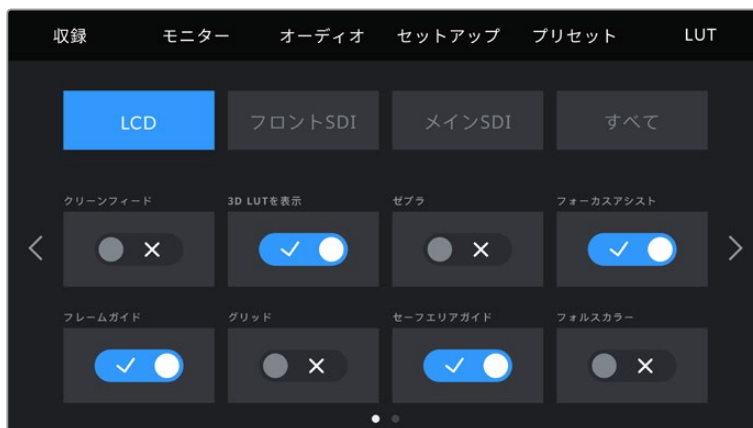 収録 モニター オーディオ セットアップ プリセット LUT
LCD フロントSDI メインSDI すべて
クリーンフィード 3D LUTを表示 ゼブラ フォーカスアシスト
フレームガイド グリッド セーフエリアガイド フォルスカラー